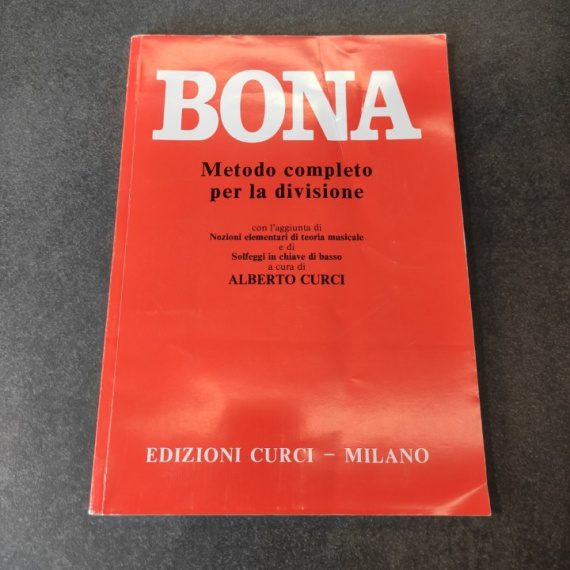 BONA
Metodo completo
per la divisione
con l'aggiunta di
Nozioni elementari di teoria musicale
e di
Solfeggi in chiave di basso
a cura di
ALBERTO CURCI
EDIZIONI CURCI – MILANO